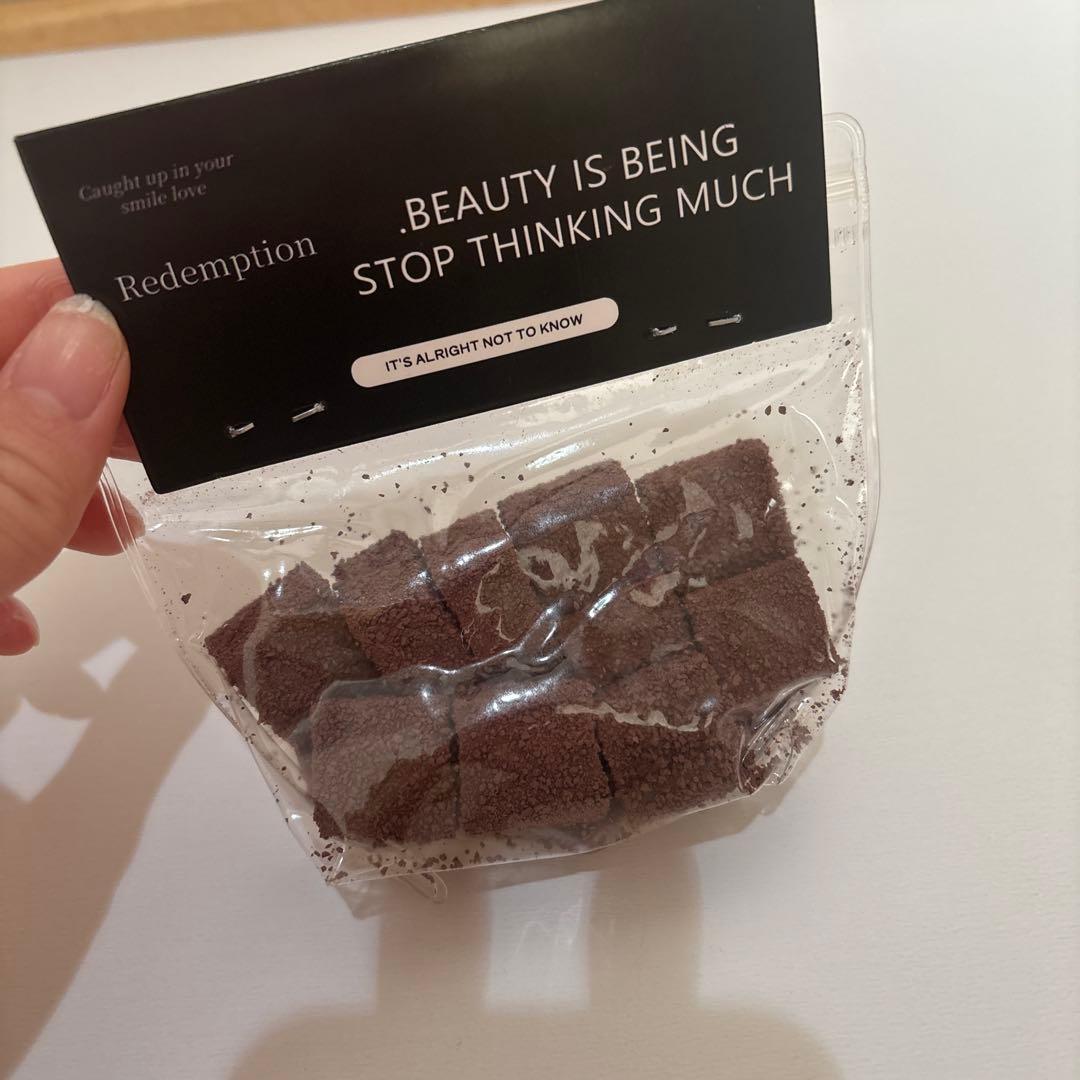 Caught up in your
smile love
Redemption
.BEAUTY IS BEING
STOP THINKING MUCH
IT'S ALRIGHT NOT TO KNOW